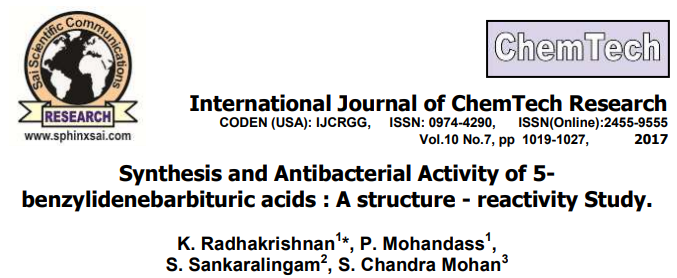 Sai Scientific Communications
RESEARCH
www.sphinxsai.com
ChemTech
International Journal of ChemTech Research
CODEN (USA): IJCRGG, ISSN: 0974-4290, ISSN(Online):2455-9555
Vol.10 No.7, pp 1019-1027, 2017
Synthesis and Antibacterial Activity of 5-
benzylidenebarbituric acids : A structure - reactivity Study.
K. Radhakrishnan1*, P. Mohandass1,
S. Sankaralingam2, S. Chandra Mohan3